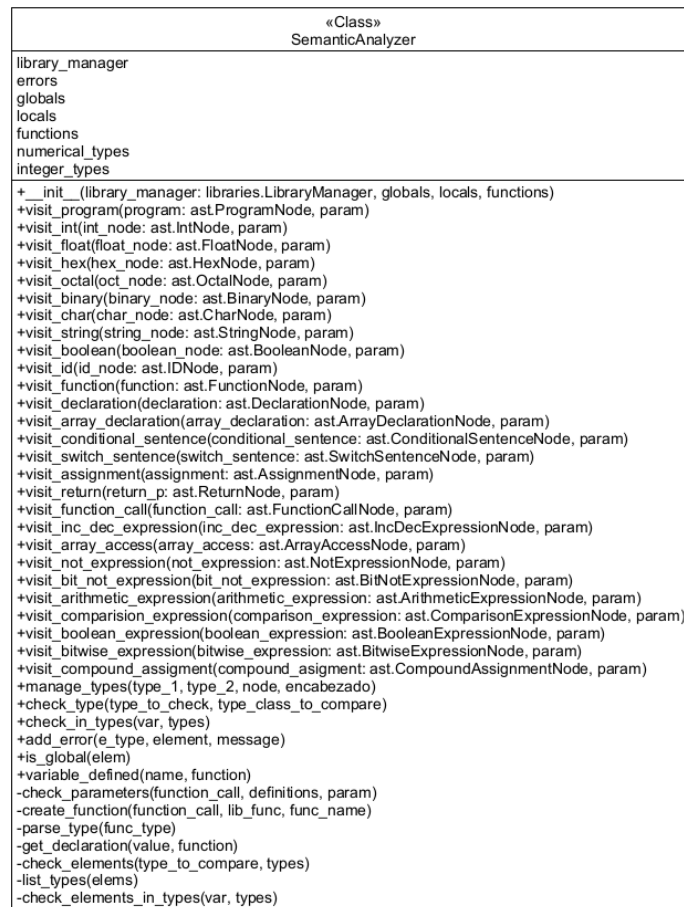 «Class»
SemanticAnalyzer
library_manager
errors
globals
locals
functions
numerical_types
integer_types
+__init__(library_manager: libraries.LibraryManager, globals, locals, functions)
+visit_program(program: ast.ProgramNode, param)
+visit_int(int_node: ast.IntNode, param)
+visit_float(float_node: ast.FloatNode, param)
+visit_hex(hex_node: ast.HexNode, param)
+visit_octal(oct_node: ast.OctalNode, param)
+visit_binary(binary_node: ast.BinaryNode, param)
+visit_char(char_node: ast.CharNode, param)
+visit_string(string_node: ast.StringNode, param)
+visit_boolean(boolean_node: ast.BooleanNode, param)
+visit_id(id_node: ast.IDNode, param)
+visit_function(function: ast.FunctionNode, param)
+visit_declaration(declaration: ast.DeclarationNode, param)
+visit_array_declaration(array_declaration: ast.ArrayDeclarationNode, param)
+visit_conditional_sentence(conditional_sentence: ast.ConditionalSentenceNode, param)
+visit_switch_sentence(switch_sentence: ast.SwitchSentenceNode, param)
+visit_assignment(assignment: ast.AssignmentNode, param)
+visit_return(return_p: ast.ReturnNode, param)
+visit_function_call(function_call: ast.FunctionCallNode, param)
+visit_inc_dec_expression(inc_dec_expression: ast.IncDecExpressionNode, param)
+visit_array_access(array_access: ast.ArrayAccessNode, param)
+visit_not_expression(not_expression: ast.NotExpressionNode, param)
+visit_bit_not_expression(bit_not_expression: ast.BitNotExpressionNode, param)
+visit_arithmetic_expression(arithmetic_expression: ast.ArithmeticExpressionNode, param)
+visit_comparision_expression(comparison_expression: ast.ComparisonExpressionNode, param)
+visit_boolean_expression(boolean_expression: ast.BooleanExpressionNode, param)
+visit_bitwise_expression(bitwise_expression: ast.BitwiseExpressionNode, param)
+visit_compound_assigment(compound_asigment: ast.CompoundAssignmentNode, param)
+manage_types(type_1, type_2, node, encabezado)
+check_type(type_to_check, type_class_to_compare)
+check_in_types(var, types)
+add_error(e_type, element, message)
+is_global(elem)
+variable_defined(name, function)
-check_parameters(function_call, definitions, param)
-create_function(function_call, lib_func, func_name)
-parse_type(func_type)
-get_declaration(value, function)
-check_elements(type_to_compare, types)
-list_types(elems)
-check_elements_in_types(var, types)